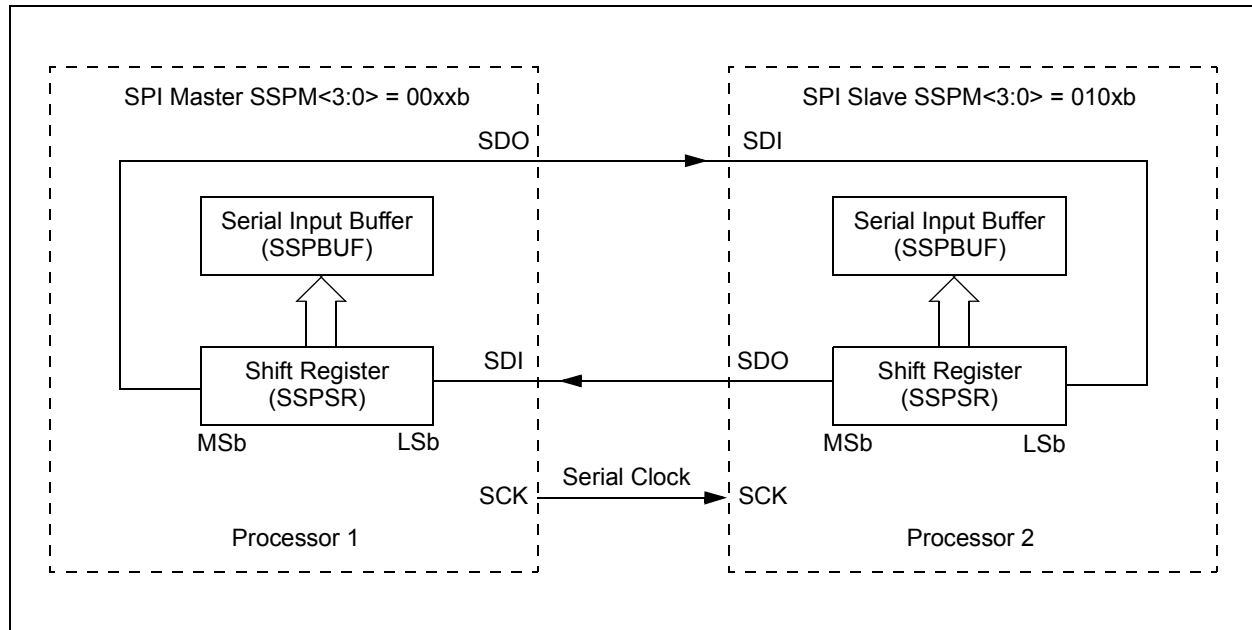 SPI Master SSPM<3:0> = 00xxb
SPI Slave SSPM<3:0> = 010xb
SDO
SDI
Serial Input Buffer
(SSPBUF)
Serial Input Buffer
(SSPBUF)
Shift Register
(SSPSR)
SDI
SDO
Shift Register
(SSPSR)
MSb
LSb
MSb
LSb
Serial Clock
SCK
SCK
Processor 1
Processor 2